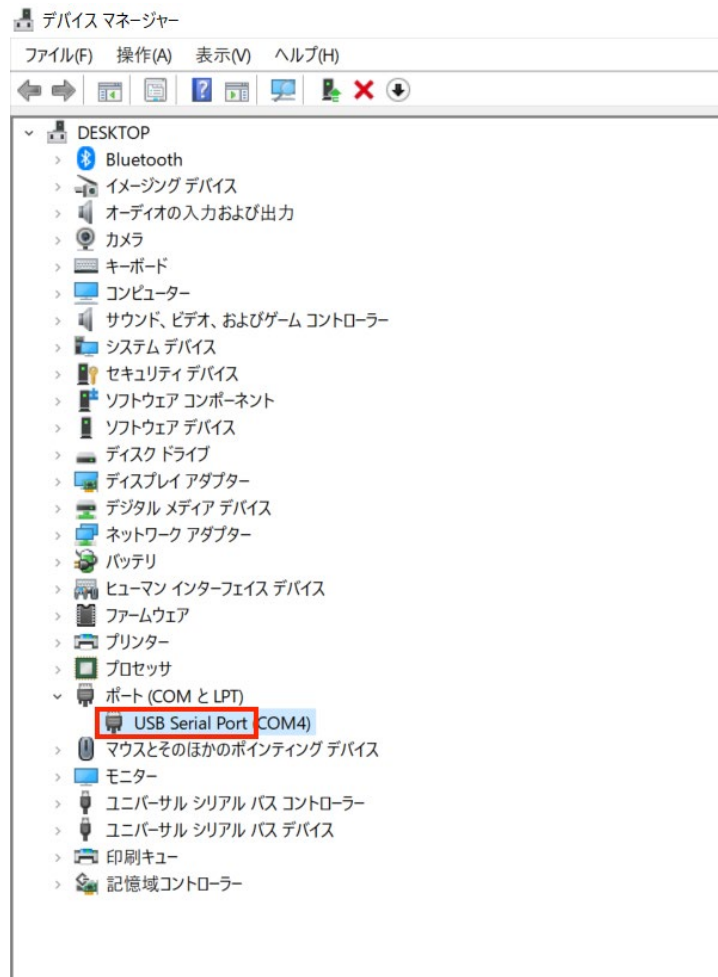 デバイス マネージャー
ファイル(F) 操作(A) 表示(V) ヘルプ(H)
DESKTOP
Bluetooth
イメージング デバイス
オーディオの入力および出力
カメラ
キーボード
コンピューター
サウンド、ビデオ、およびゲーム コントローラー
システム デバイス
セキュリティ デバイス
ソフトウェア コンポーネント
ソフトウェア デバイス
ディスク ドライブ
ディスプレイ アダプター
デジタル メディア デバイス
ネットワーク アダプター
バッテリ
ヒューマン インターフェイス デバイス
ファームウェア
プリンター
プロセッサ
ポート (COM と LPT)
USB Serial Port (COM4)
マウスとそのほかのポインティング デバイス
モニター
ユニバーサル シリアル バス コントローラー
ユニバーサル シリアル バス デバイス
印刷キュー
記憶域コントローラー